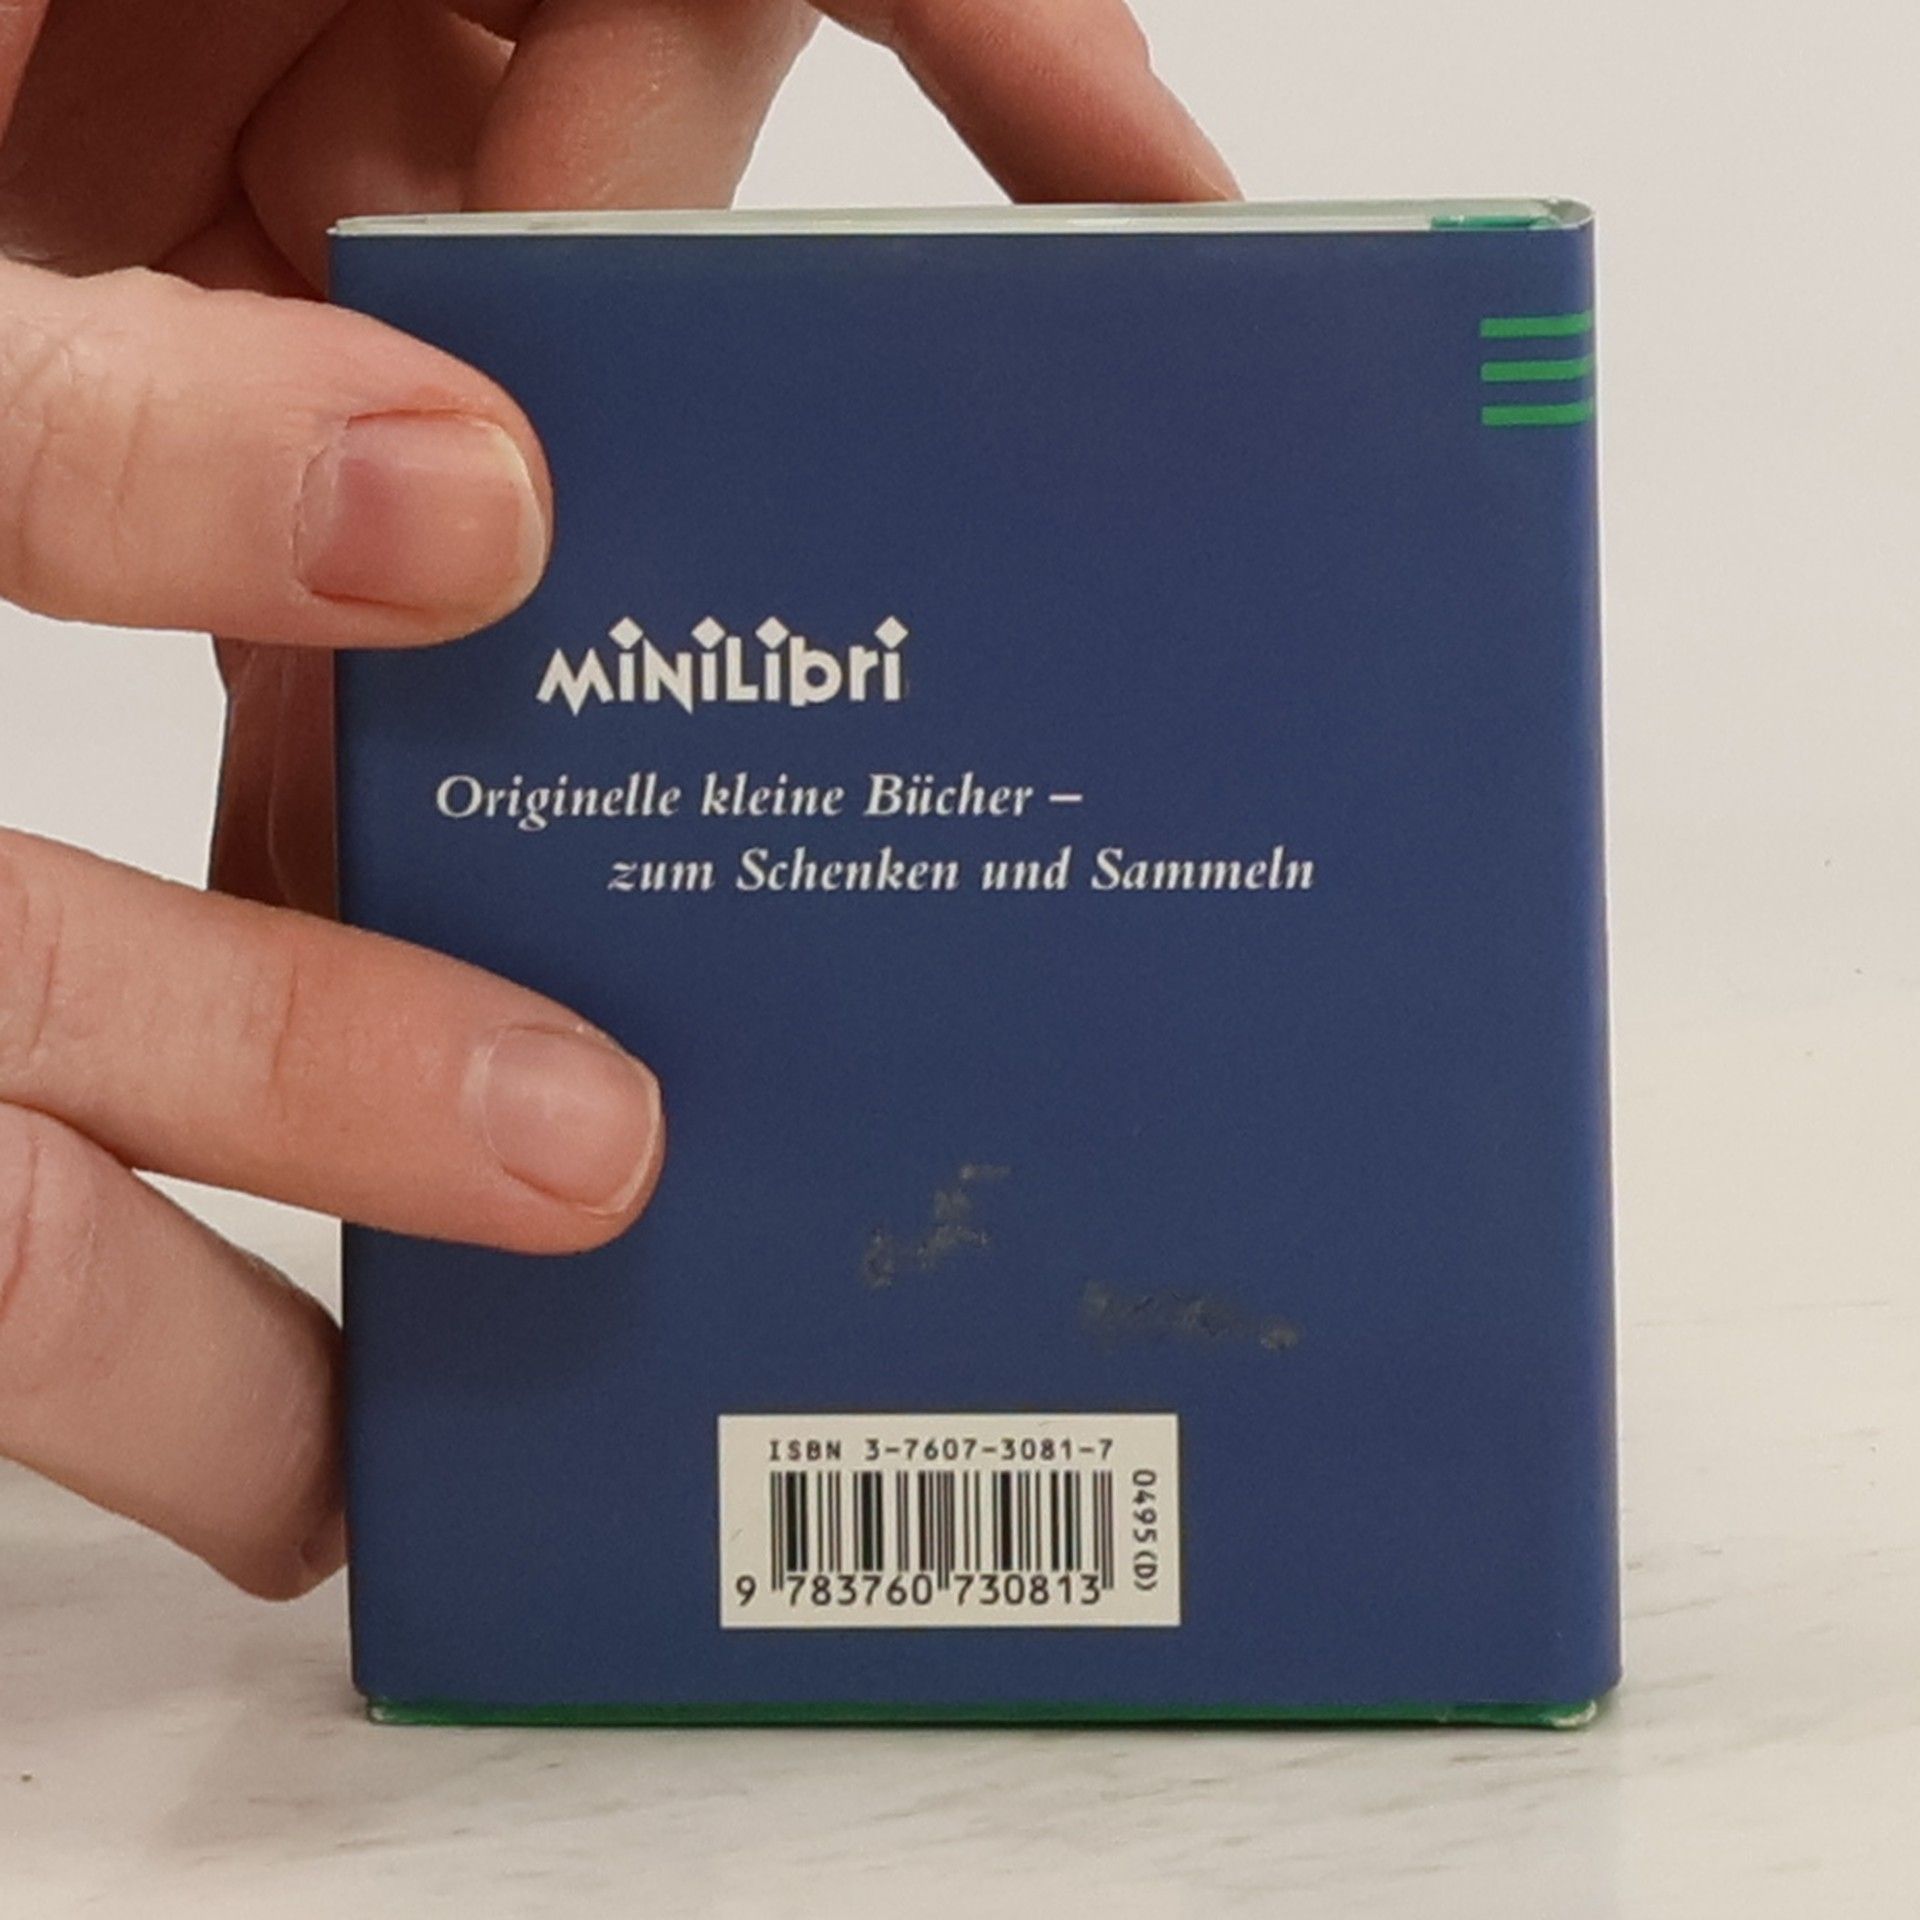 MiNiLibri
Originelle kleine Bücher –
zum Schenken und Sammeln
ISBN 3-7607-3081-7
0495 (D)
9 783760 730813